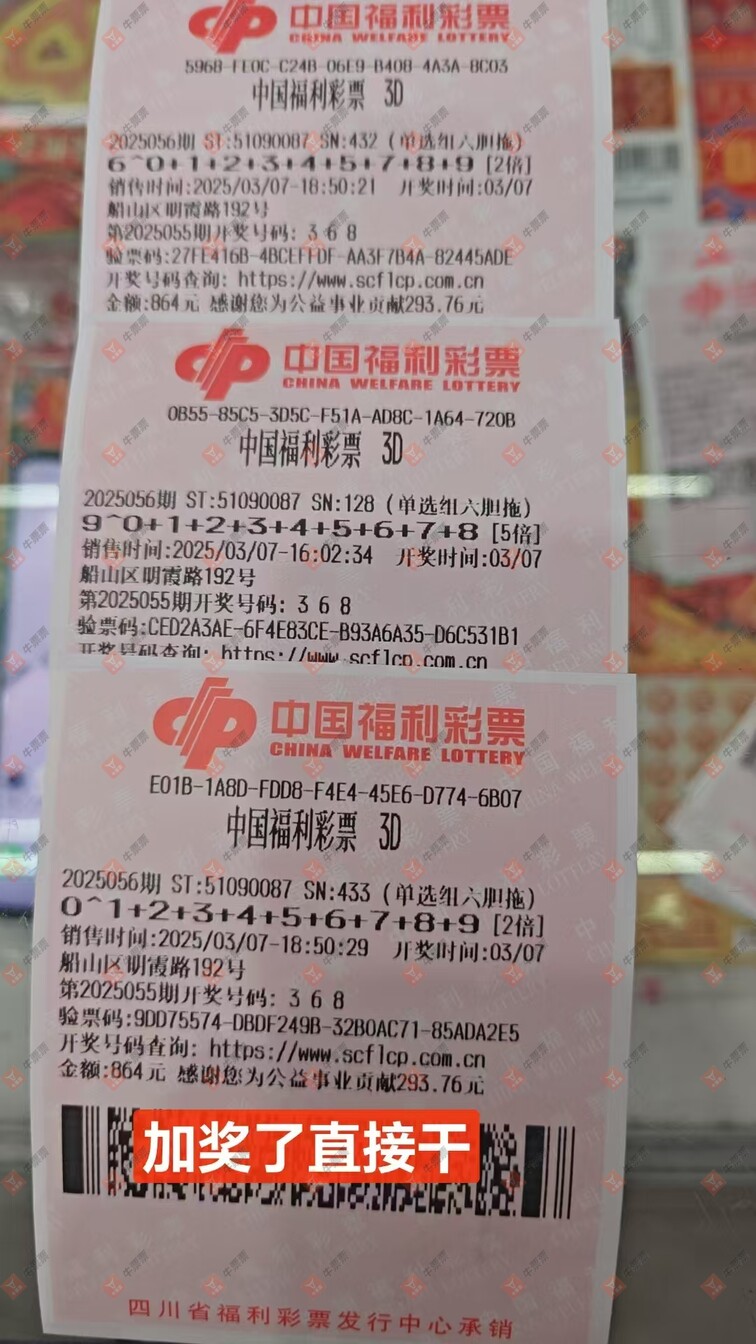 中国福利彩票
CHINA WELFARE LOTTERY
5968-FE0C-C24B-06E9-B408-4A3A-8C03
中国福利彩票 3D
2025056期 ST:51090087 SN:432 (单选组六胆拖)
6^0+1+2+3+4+5+7+8+9 [2倍]
销售时间:2025/03/07-18:50:21 开奖时间:03/07
船山区明霞路192号
第2025055期开奖号码: 3 6 8
验票码:27FE416B-4BCEFFDF-AA3F7B4A-82445ADE
开奖号码查询: https://www.scflcp.com.cn
金额:864元 感谢您为公益事业贡献293.76元
中国福利彩票
CHINA WELFARE LOTTERY
0B55-85C5-3D5C-F51A-AD8C-1A64-720B
中国福利彩票 3D
2025056期 ST:51090087 SN:128 (单选组六胆拖)
9^0+1+2+3+4+5+6+7+8 [5倍]
销售时间:2025/03/07-16:02:34 开奖时间:03/07
船山区明霞路192号
第2025055期开奖号码: 3 6 8
验票码:CED2A3AE-6F4E83CE-B93A6A35-D6C531B1
开奖号码查询: https://www.scflcp.com.cn
中国福利彩票
CHINA WELFARE LOTTERY
E01B-1A8D-FDD8-F4E4-45E6-D774-6B07
中国福利彩票 3D
2025056期 ST:51090087 SN:433 (单选组六胆拖)
0^1+2+3+4+5+6+7+8+9 [2倍]
销售时间:2025/03/07-18:50:29 开奖时间:03/07
船山区明霞路192号
第2025055期开奖号码: 3 6 8
验票码:9DD75574-DBDF249B-32B0AC71-85ADA2E5
开奖号码查询: https://www.scflcp.com.cn
金额:864元 感谢您为公益事业贡献293.76元
加奖了直接干
四川省福利彩票发行中心承销